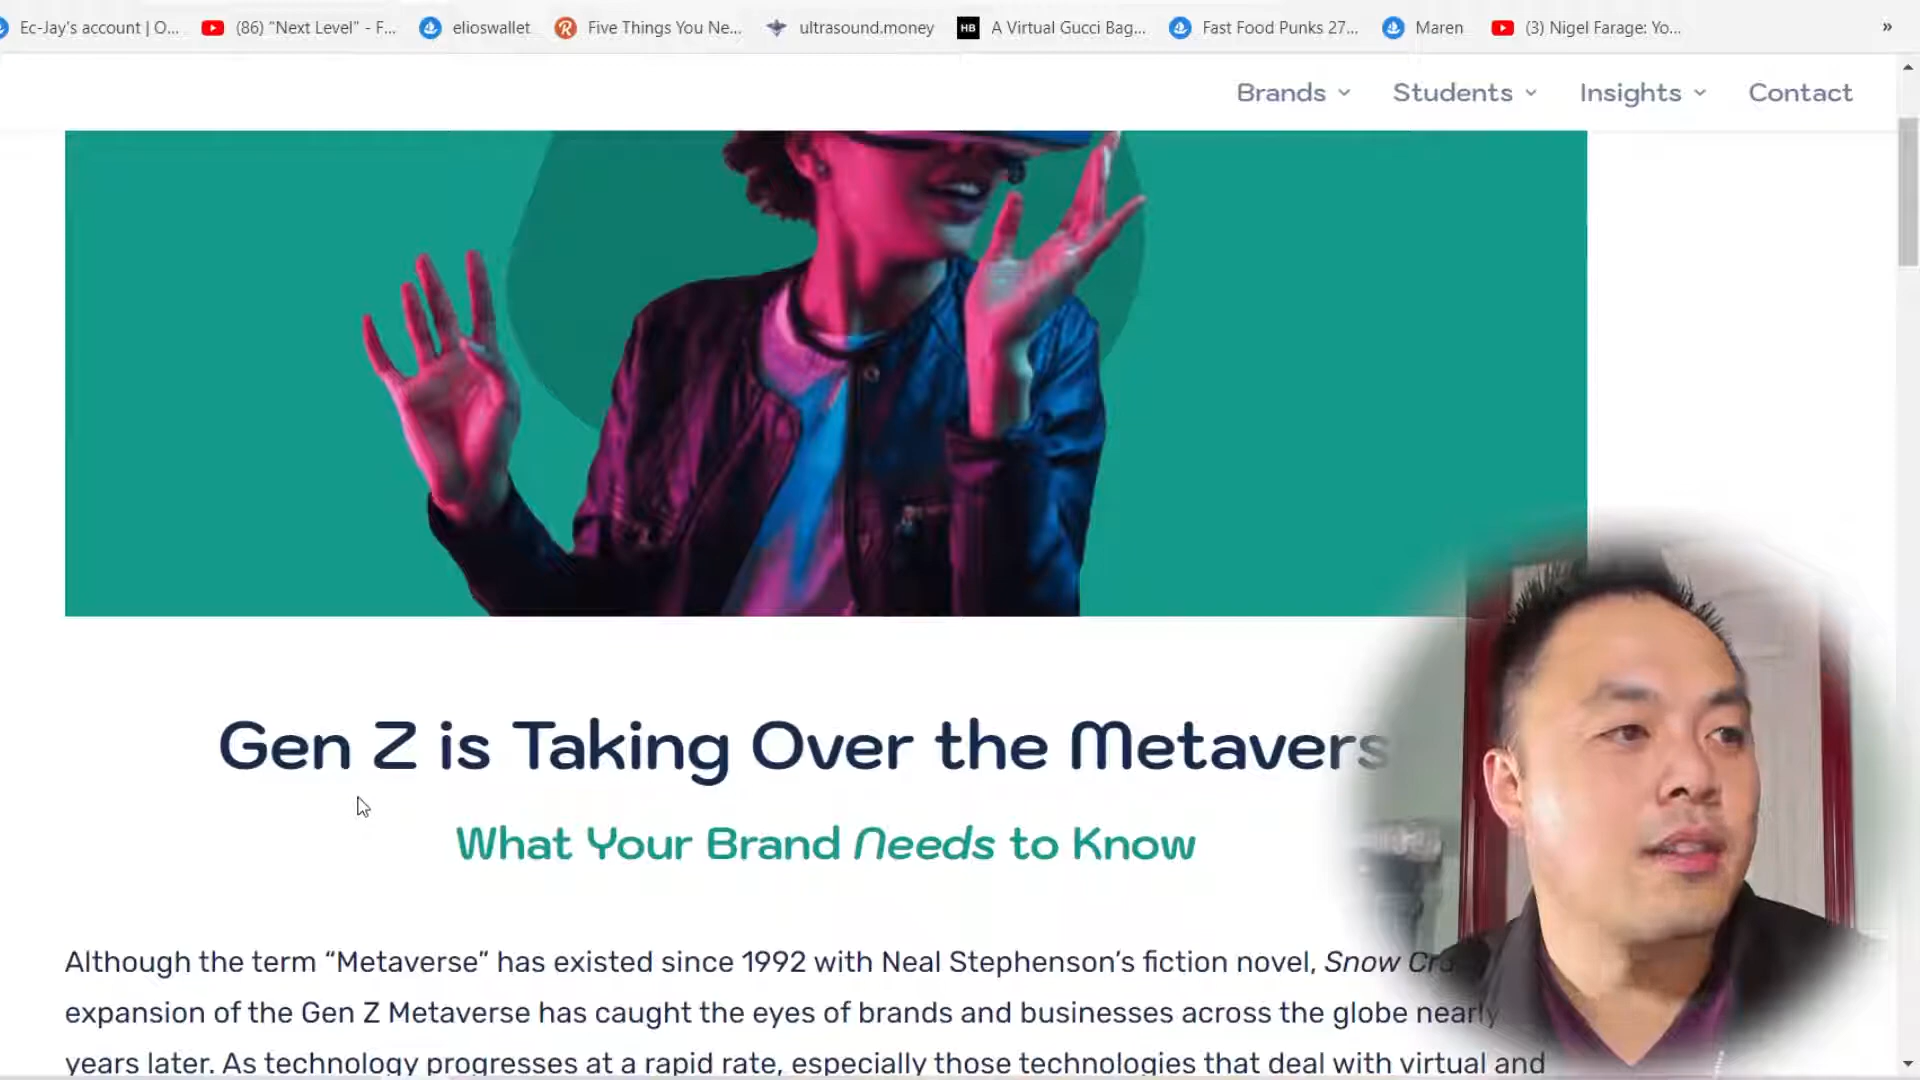 Ec-Jay's account | O... (86) "Next Level" - F... elioswallet Five Things You Ne... ultrasound.money HB A Virtual Gucci Bag... Fast Food Punks 27... Maren (3) Nigel Farage: Yo... »
Brands Students Insights Contact
Gen Z is Taking Over the Metavers
What Your Brand Needs to Know
Although the term “Metaverse” has existed since 1992 with Neal Stephenson’s fiction novel, Snow Cra
expansion of the Gen Z Metaverse has caught the eyes of brands and businesses across the globe nearly
years later. As technology progresses at a rapid rate, especially those technologies that deal with virtual and